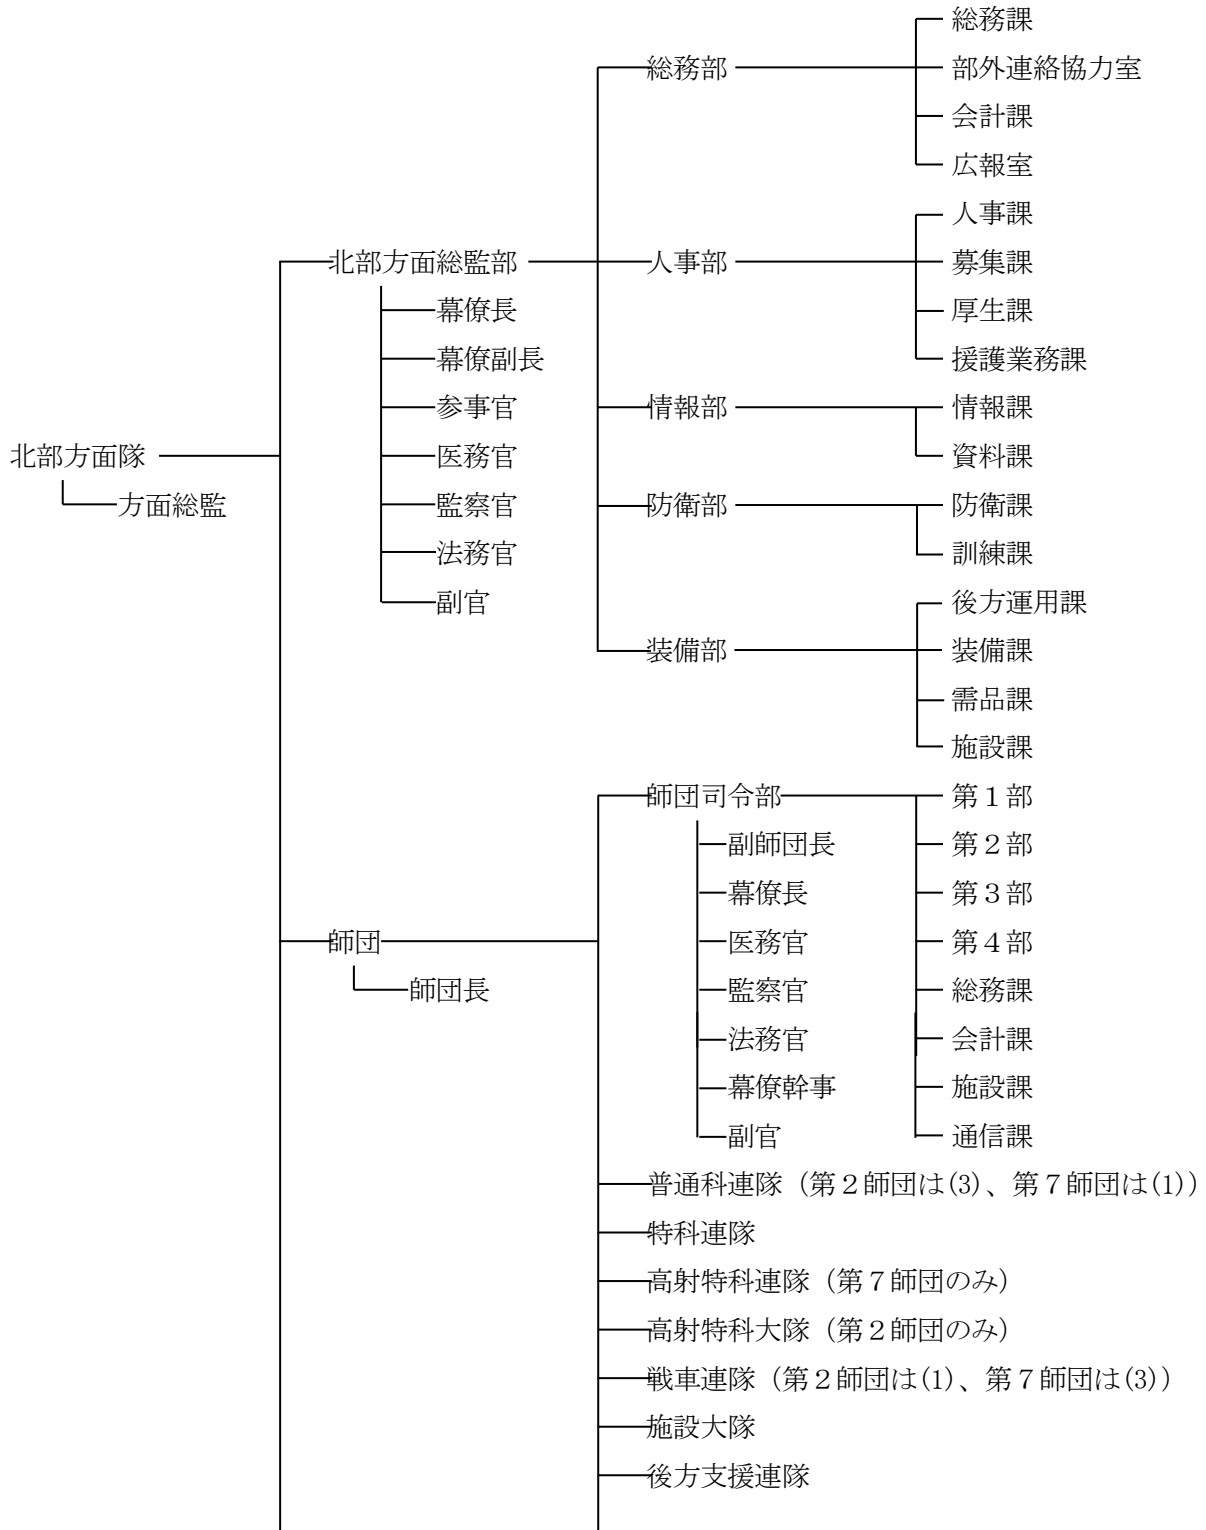 総務課
総務部
部外連絡協力室
会計課
広報室
人事課
北部方面総監部
人事部
募集課
幕僚長
厚生課
幕僚副長
援護業務課
参事官
情報部
情報課
北部方面隊
医務官
資料課
方面総監
監察官
防衛部
防衛課
法務官
訓練課
副官
後方運用課
装備部
装備課
需品課
施設課
師団司令部
第１部
副師団長
第２部
幕僚長
第３部
師団
医務官
第４部
師団長
監察官
総務課
法務官
会計課
幕僚幹事
施設課
副官
通信課
普通科連隊（第２師団は(3)、第７師団は(1)）
特科連隊
高射特科連隊（第７師団のみ）
高射特科大隊（第２師団のみ）
戦車連隊（第２師団は(1)、第７師団は(3)）
施設大隊
後方支援連隊